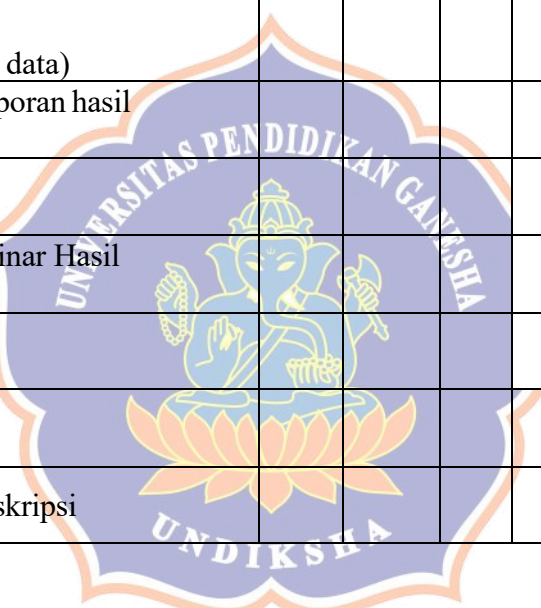 data)
poran hasil
UNIVERSITAS PENDIDIKAN GANESHA
inar Hasil
skripsi
UNDIKSHA